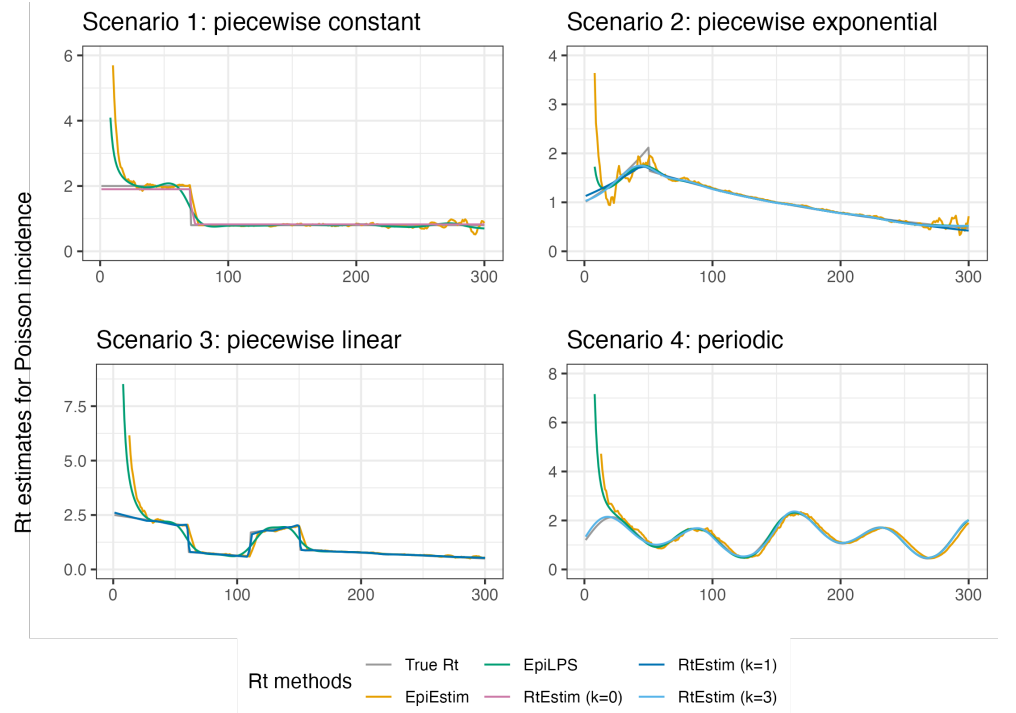 Rt estimates for Poisson incidence
Scenario 1: piecewise constant
6
4
2
0
0 100 200 300
Scenario 2: piecewise exponential
4
3
2
1
0
0 100 200 300
Scenario 3: piecewise linear
7.5
5.0
2.5
0.0
0 100 200 300
Scenario 4: periodic
8
6
4
2
0
0 100 200 300
Rt methods
True Rt EpiLPS RtEstim (k=1)
EpiEstim RtEstim (k=0) RtEstim (k=3)